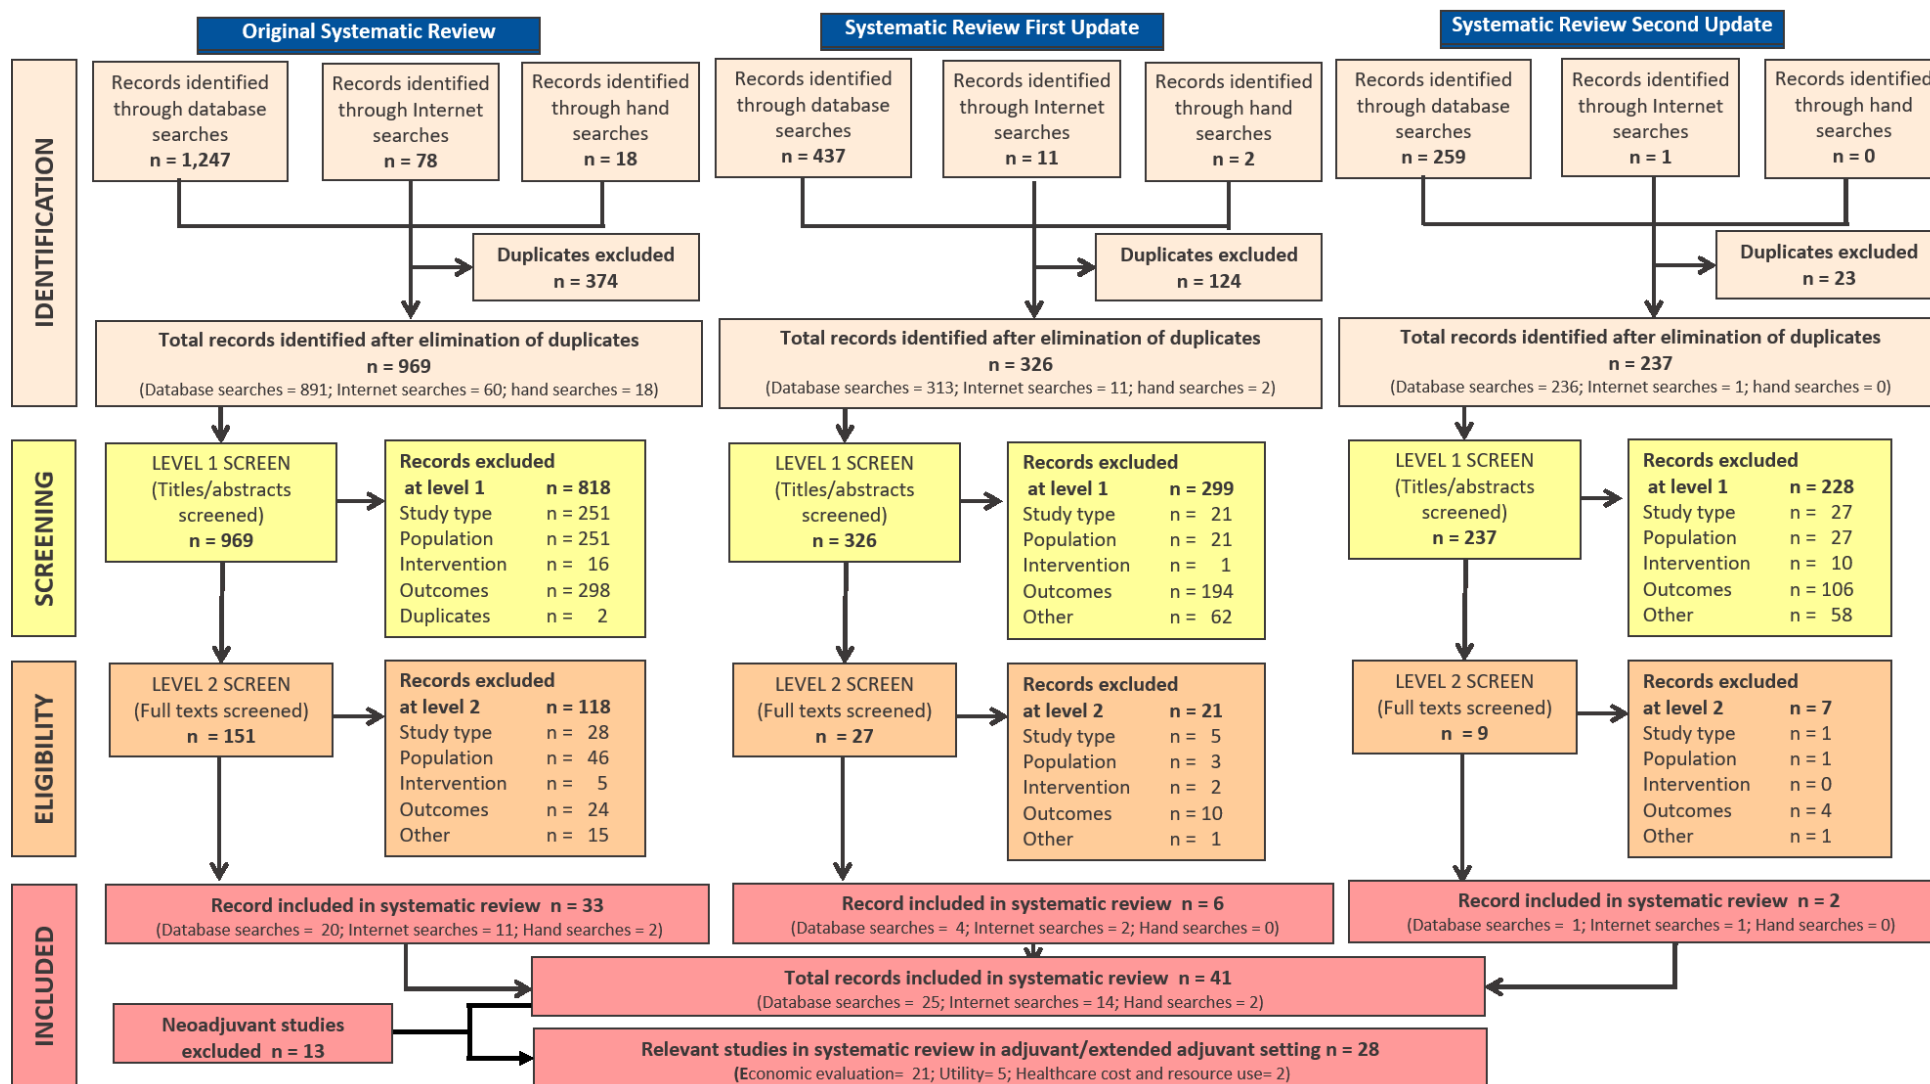 Original Systematic Review
Systematic Review First Update
Systematic Review Second Update
IDENTIFICATION
Records identified
through database
searches
n = 1,247
Records identified
through Internet
searches
n = 78
Records identified
through hand
searches
n = 18
Records identified
through database
searches
n = 437
Records identified
through Internet
searches
n = 11
Records identified
through hand
searches
n = 2
Records identified
through database
searches
n = 259
Records identified
through Internet
searches
n = 1
Records identified
through hand
searches
n = 0
Duplicates excluded
n = 374
Duplicates excluded
n = 124
Duplicates excluded
n = 23
Total records identified after elimination of duplicates
n = 969
(Database searches = 891; Internet searches = 60; hand searches = 18)
Total records identified after elimination of duplicates
n = 326
(Database searches = 313; Internet searches = 11; hand searches = 2)
Total records identified after elimination of duplicates
n = 237
(Database searches = 236; Internet searches = 1; hand searches = 0)
SCREENING
LEVEL 1 SCREEN
(Titles/abstracts
screened)
n = 969
Records excluded
at level 1 n = 818
Study type n = 251
Population n = 251
Intervention n = 16
Outcomes n = 298
Duplicates n = 2
LEVEL 1 SCREEN
(Titles/abstracts
screened)
n = 326
Records excluded
at level 1 n = 299
Study type n = 21
Population n = 21
Intervention n = 1
Outcomes n = 194
Other n = 62
LEVEL 1 SCREEN
(Titles/abstracts
screened)
n = 237
Records excluded
at level 1 n = 228
Study type n = 27
Population n = 27
Intervention n = 10
Outcomes n = 106
Other n = 58
ELIGIBILITY
LEVEL 2 SCREEN
(Full texts screened)
n = 151
Records excluded
at level 2 n = 118
Study type n = 28
Population n = 46
Intervention n = 5
Outcomes n = 24
Other n = 15
LEVEL 2 SCREEN
(Full texts screened)
n = 27
Records excluded
at level 2 n = 21
Study type n = 5
Population n = 3
Intervention n = 2
Outcomes n = 10
Other n = 1
LEVEL 2 SCREEN
(Full texts screened)
n = 9
Records excluded
at level 2 n = 7
Study type n = 1
Population n = 1
Intervention n = 0
Outcomes n = 4
Other n = 1
INCLUDED
Record included in systematic review n = 33
(Database searches = 20; Internet searches = 11; Hand searches = 2)
Record included in systematic review n = 6
(Database searches = 4; Internet searches = 2; Hand searches = 0)
Record included in systematic review n = 2
(Database searches = 1; Internet searches = 1; Hand searches = 0)
Total records included in systematic review n = 41
(Database searches = 25; Internet searches = 14; Hand searches = 2)
Neoadjuvant studies
excluded n = 13
Relevant studies in systematic review in adjuvant/extended adjuvant setting n = 28
(Economic evaluation= 21; Utility= 5; Healthcare cost and resource use= 2)